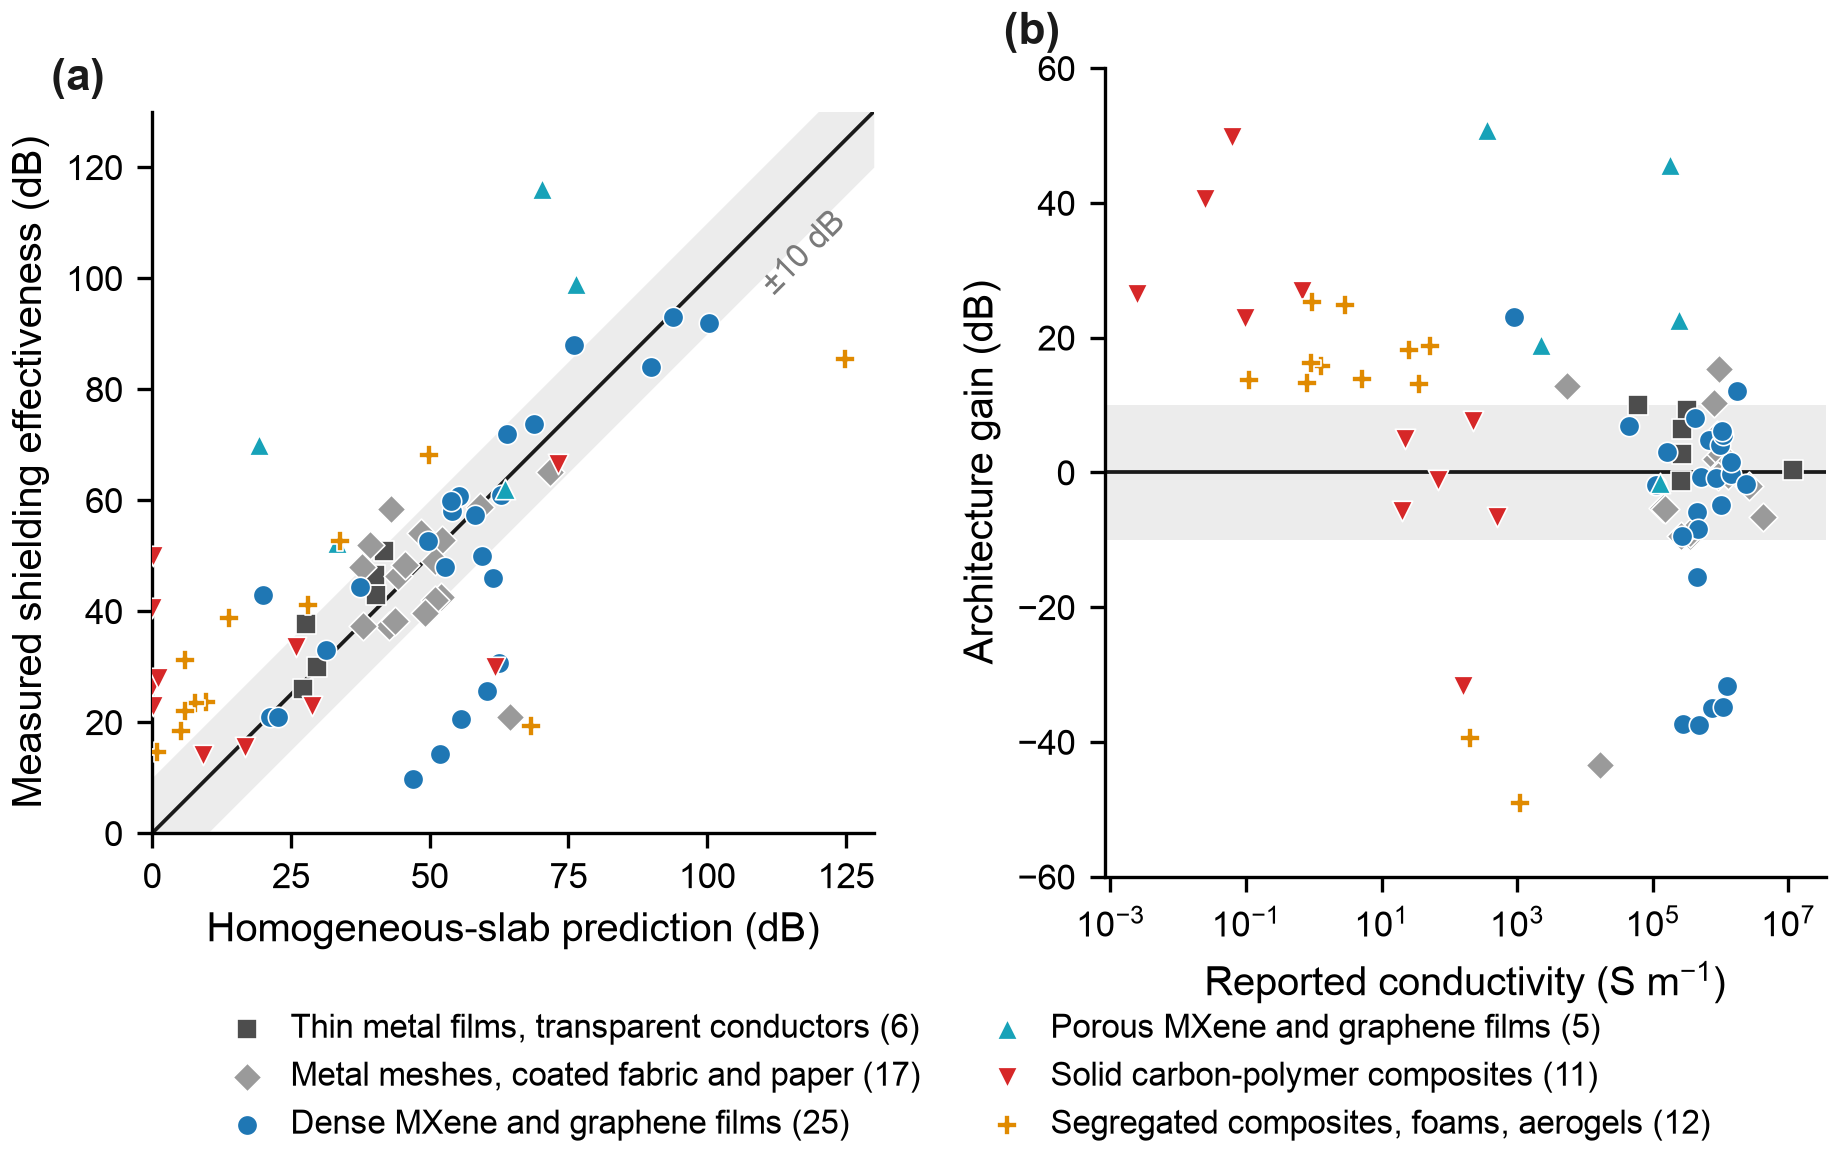 (a)
Measured shielding effectiveness (dB)
120
100
80
60
40
20
0
±10 dB
0 25 50 75 100 125
Homogeneous-slab prediction (dB)
(b)
Architecture gain (dB)
60
40
20
0
−20
−40
−60
10⁻³ 10⁻¹ 10¹ 10³ 10⁵ 10⁷
Reported conductivity (S m⁻¹)
Thin metal films, transparent conductors (6)
Metal meshes, coated fabric and paper (17)
Dense MXene and graphene films (25)
Porous MXene and graphene films (5)
Solid carbon-polymer composites (11)
Segregated composites, foams, aerogels (12)